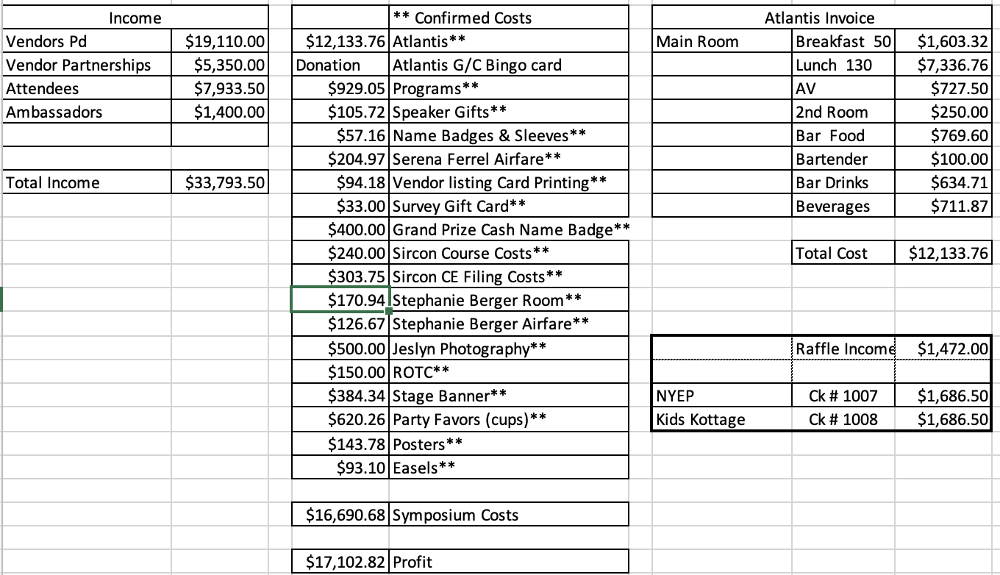 Income
Vendors Pd $19,110.00
Vendor Partnerships $5,350.00
Attendees $7,933.50
Ambassadors $1,400.00
Total Income $33,793.50
** Confirmed Costs
$12,133.76 Atlantis**
Donation Atlantis G/C Bingo card
$929.05 Programs**
$105.72 Speaker Gifts**
$57.16 Name Badges & Sleeves**
$204.97 Serena Ferrel Airfare**
$94.18 Vendor listing Card Printing**
$33.00 Survey Gift Card**
$400.00 Grand Prize Cash Name Badge**
$240.00 Sircon Course Costs**
$303.75 Sircon CE Filing Costs**
$170.94 Stephanie Berger Room**
$126.67 Stephanie Berger Airfare**
$500.00 Jeslyn Photography**
$150.00 ROTC**
$384.34 Stage Banner**
$620.26 Party Favors (cups)**
$143.78 Posters**
$93.10 Easels**
$16,690.68 Symposium Costs
$17,102.82 Profit
Atlantis Invoice
Main Room Breakfast 50 $1,603.32
Lunch 130 $7,336.76
AV $727.50
2nd Room $250.00
Bar Food $769.60
Bartender $100.00
Bar Drinks $634.71
Beverages $711.87
Total Cost $12,133.76
Raffle Income $1,472.00
NYEP Ck # 1007 $1,686.50
Kids Kottage Ck # 1008 $1,686.50